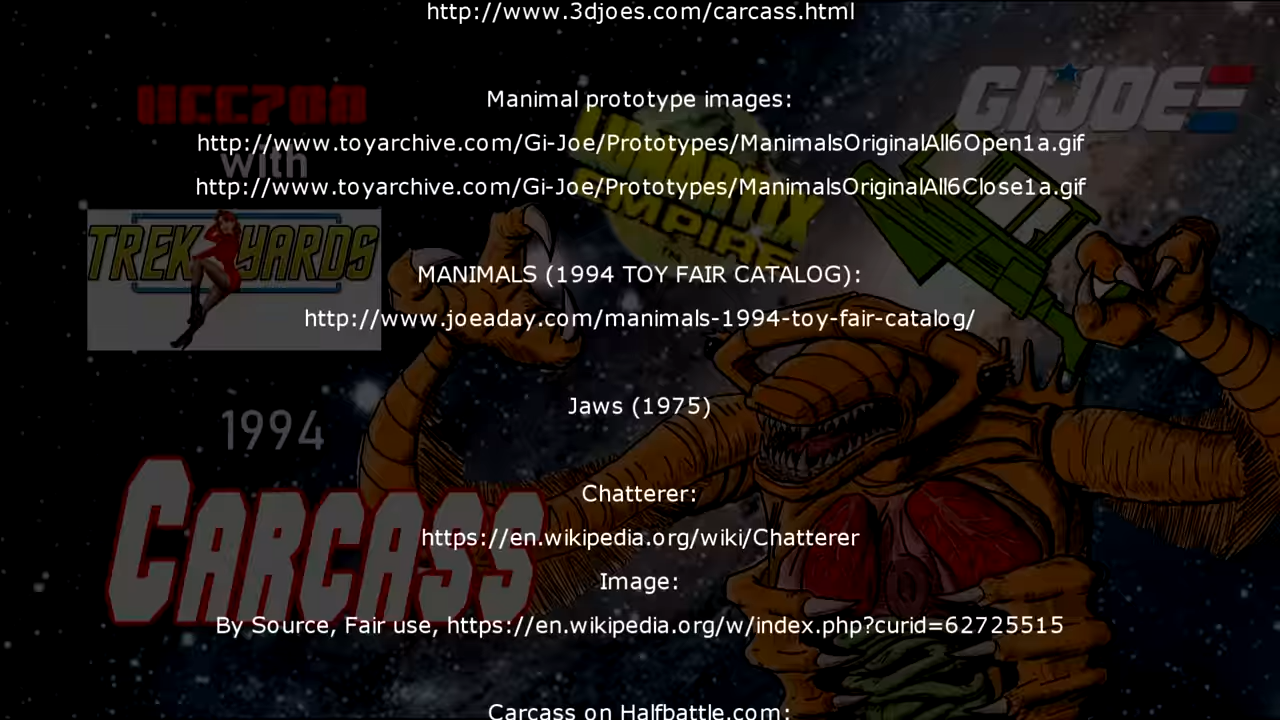 http://www.3djoes.com/carcass.html
HCC788
GI JOE
Manimal prototype images:
http://www.toyarchive.com/Gi-Joe/Prototypes/ManimalsOriginalAll6Open1a.gif
with
http://www.toyarchive.com/Gi-Joe/Prototypes/ManimalsOriginalAll6Close1a.gif
LUNARTIX
EMPIRE
TREK YARDS
MANIMALS (1994 TOY FAIR CATALOG):
http://www.joeaday.com/manimals-1994-toy-fair-catalog/
Jaws (1975)
1994
CARCASS
Chatterer:
https://en.wikipedia.org/wiki/Chatterer
Image:
By Source, Fair use, https://en.wikipedia.org/w/index.php?curid=62725515
Carcass on Halfbattle.com: